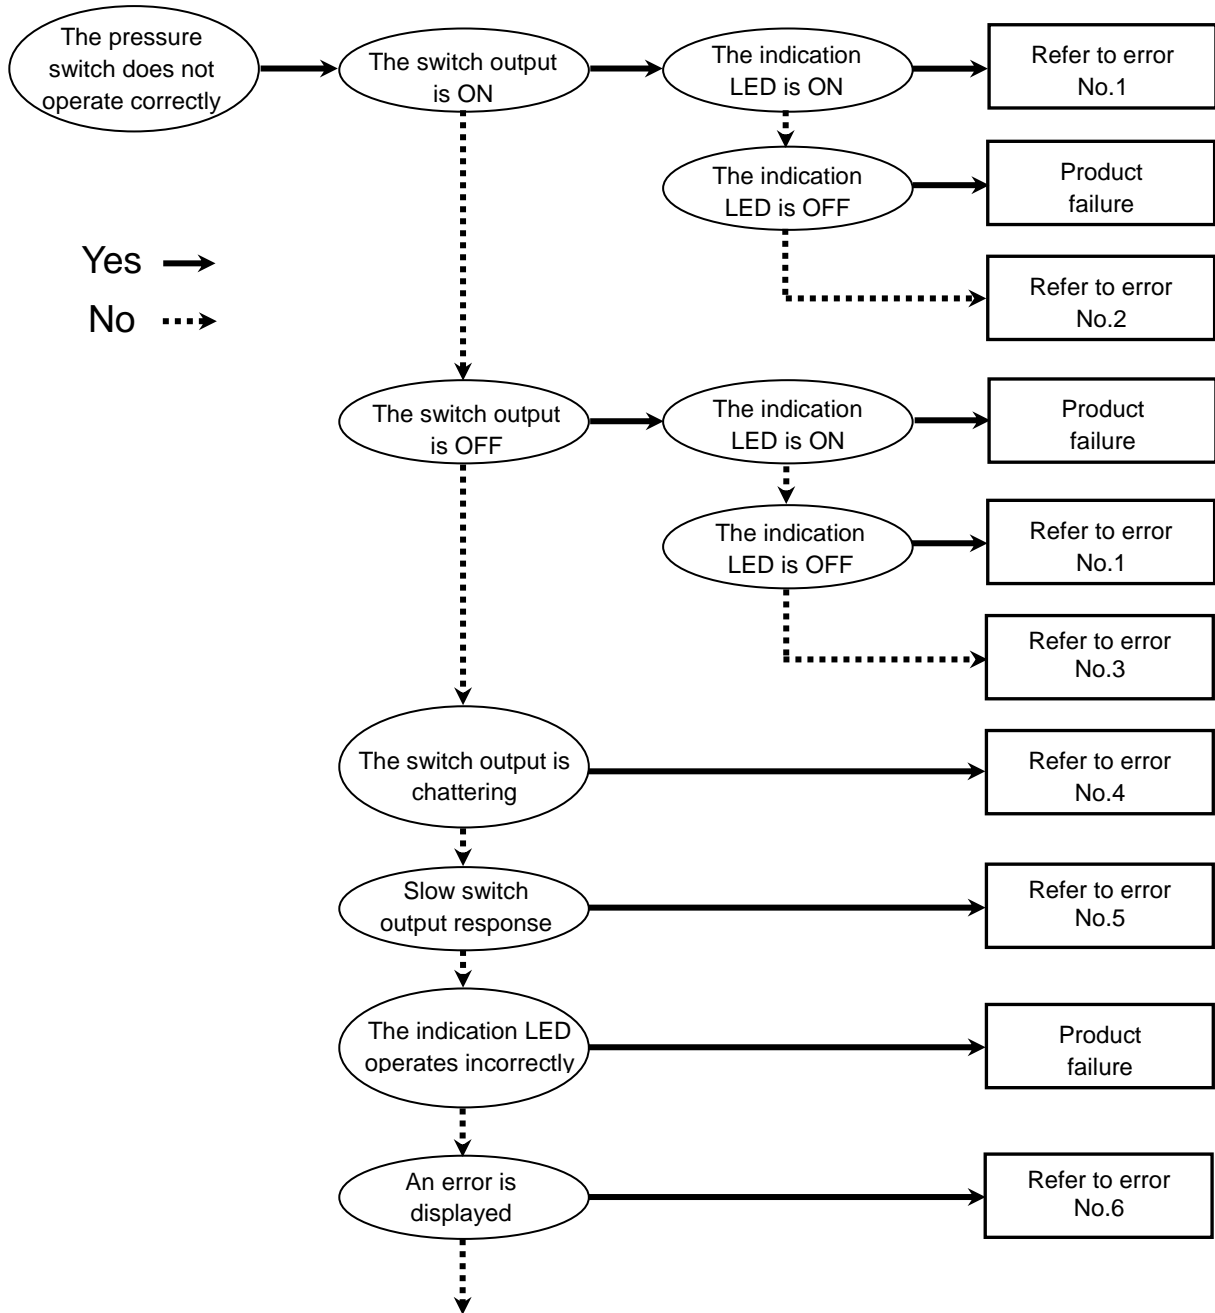 The pressure
switch does not
operate correctly
The switch output
is ON
The indication
LED is ON
Refer to error
No.1
The indication
LED is OFF
Product
failure
Yes
No
Refer to error
No.2
The switch output
is OFF
The indication
LED is ON
Product
failure
The indication
LED is OFF
Refer to error
No.1
Refer to error
No.3
The switch output is
chattering
Refer to error
No.4
Slow switch
output response
Refer to error
No.5
The indication LED
operates incorrectly
Product
failure
An error is
displayed
Refer to error
No.6